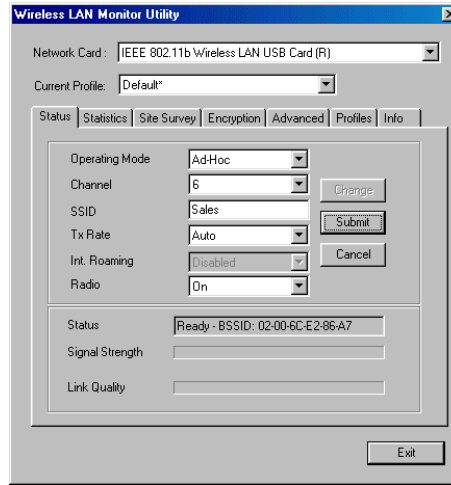 Wireless LAN Monitor Utility
Network Card : IEEE 802.11b Wireless LAN USB Card (R)
Current Profile: Default*
Status Statistics Site Survey Encryption Advanced Profiles Info
Operating Mode Ad-Hoc
Channel 6 Change
SSID Sales Submit
Tx Rate Auto
Int. Roaming Disabled Cancel
Radio On
Status Ready - BSSID: 02-00-6C-E2-86-A7
Signal Strength
Link Quality
Exit